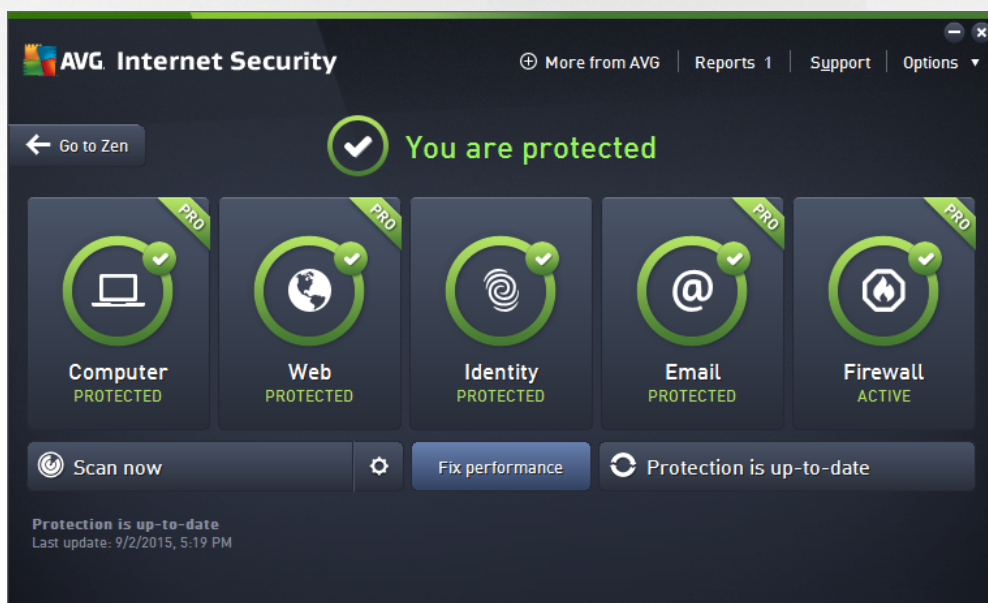 AVG. Internet Security
More from AVG Reports 1 Support Options
Go to Zen
You are protected
PRO PRO PRO PRO
Computer Web Identity Email Firewall
PROTECTED PROTECTED PROTECTED PROTECTED ACTIVE
Scan now Fix performance Protection is up-to-date
Protection is up-to-date
Last update: 9/2/2015, 5:19 PM